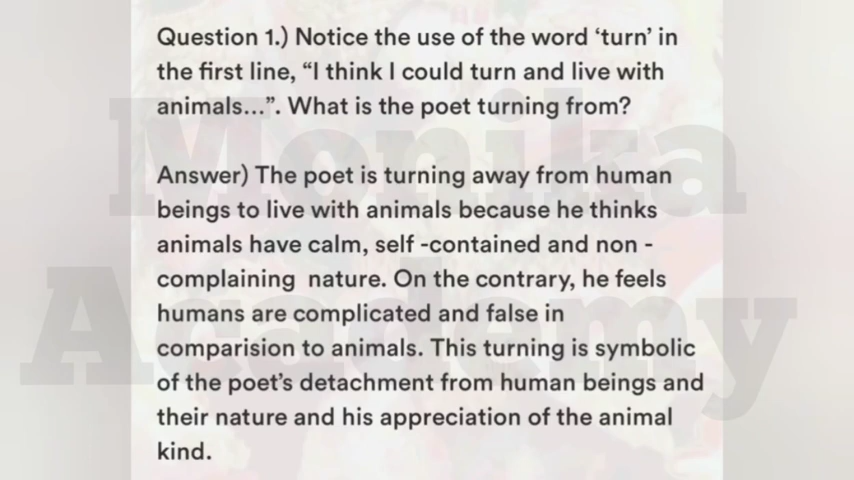 Question 1.) Notice the use of the word ‘turn’ in
the first line, “I think I could turn and live with
animals...”. What is the poet turning from?
Answer) The poet is turning away from human
beings to live with animals because he thinks
animals have calm, self -contained and non -
complaining nature. On the contrary, he feels
humans are complicated and false in
comparision to animals. This turning is symbolic
of the poet’s detachment from human beings and
their nature and his appreciation of the animal
kind.
Monika
Academy